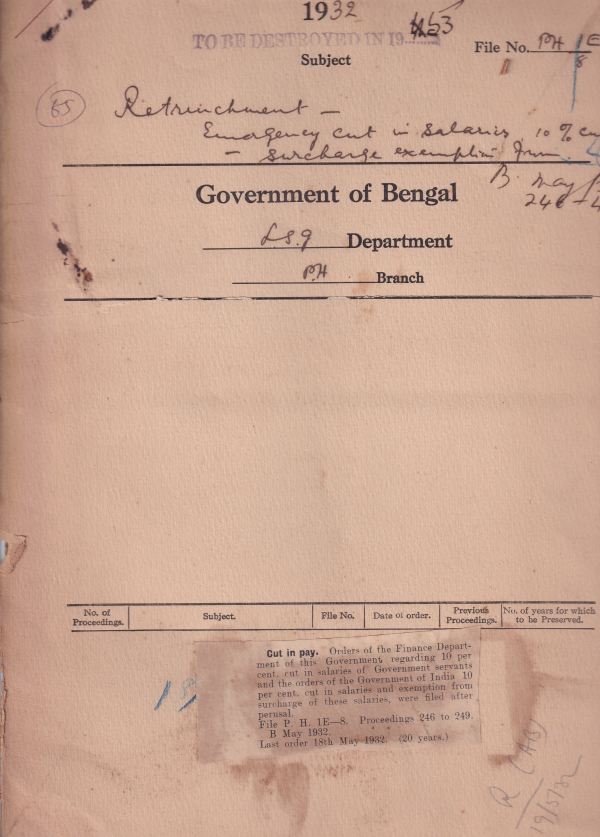 1932
TO BE DESTROYED IN 19
53
File No. PH 1E
8
Subject
85
Retrenchment —
Emergency cut in salaries, 10 %
— surcharge exemption from
B. May
246 – 4
Government of Bengal
L.S.G Department
P.H Branch
No. of Proceedings. Subject. File No. Date of order. Previous Proceedings. No. of years for which to be Preserved.
Cut in pay. Orders of the Finance Depart-
ment of this Government regarding 10 per
cent. cut in salaries of Government servants
and the orders of the Government of India 10
per cent. cut in salaries and exemption from
surcharge of these salaries, were filed after
perusal.
File P. H. 1E—8. Proceedings 246 to 249.
B May 1932.
Last order 18th May 1932. (20 years.)
R